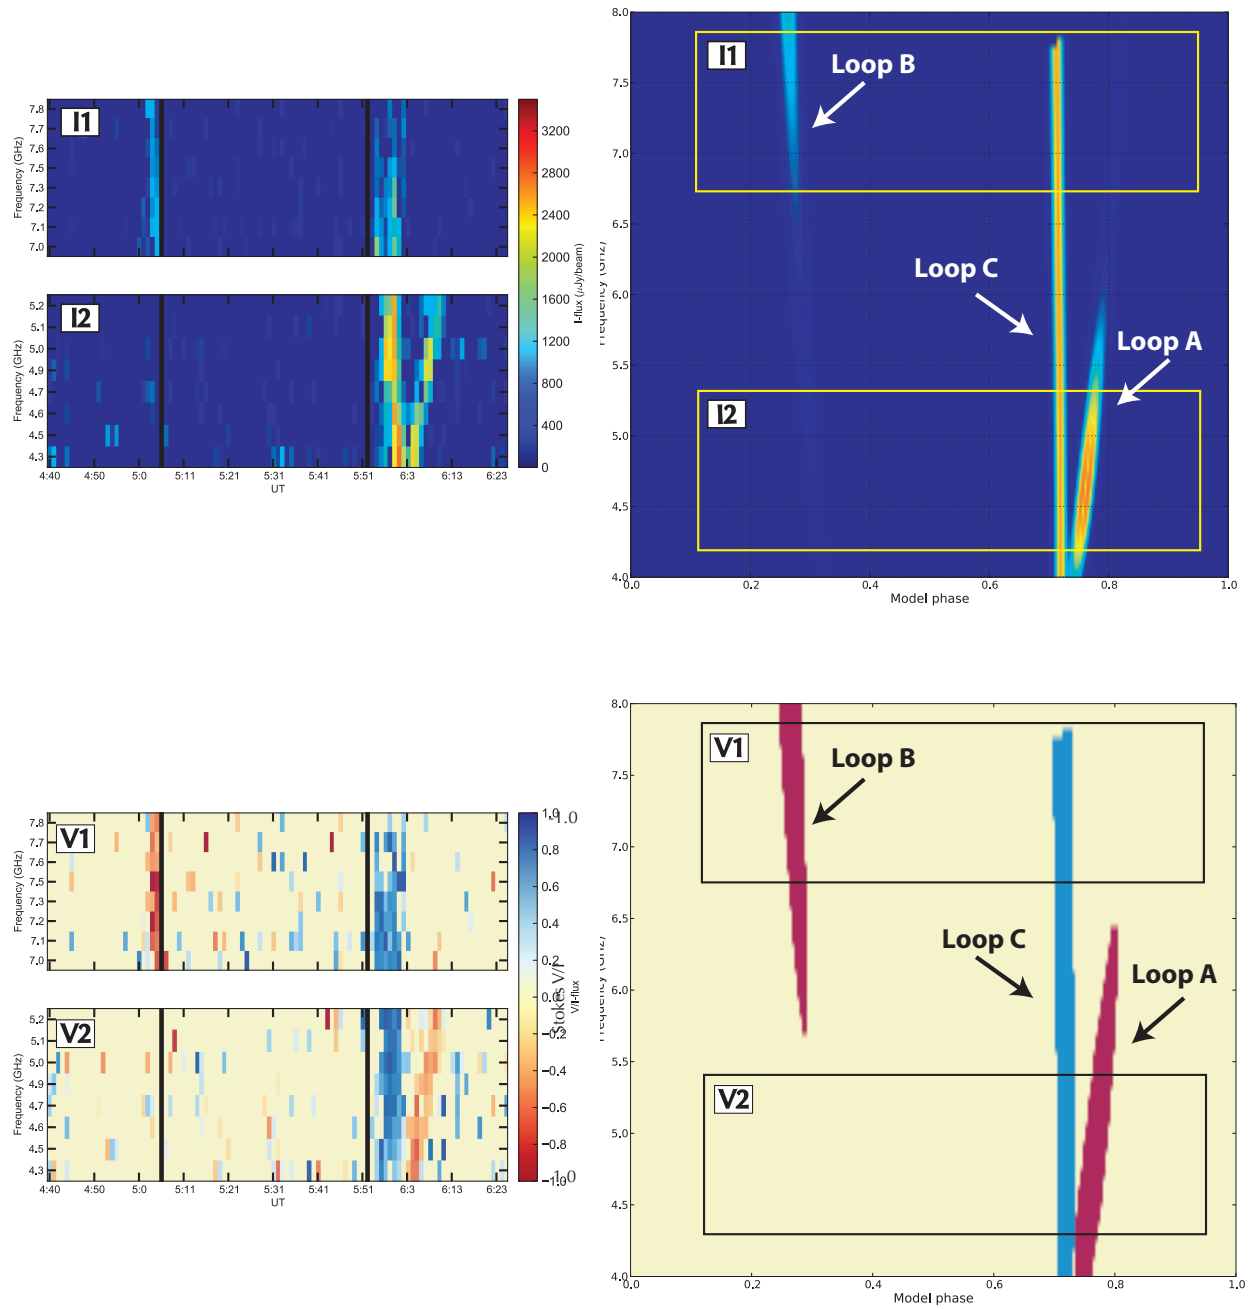 I1
Frequency (GHz)
7.8
7.7
7.6
7.5
7.3
7.2
7.1
7.0
I2
Frequency (GHz)
5.2
5.1
5.0
4.9
4.7
4.6
4.5
4.3
4:40 4:50 5:0 5:11 5:21 5:31 5:41 5:51 6:3 6:13 6:23
UT
3200
2800
2400
2000
1600
1200
800
400
0
I-flux (μJy/beam)
8.0
7.5
7.0
6.5
6.0
5.5
5.0
4.5
4.0
Frequency (GHz)
I1
Loop B
Loop C
Loop A
I2
0.0 0.2 0.4 0.6 0.8 1.0
Model phase
V1
Frequency (GHz)
7.8
7.7
7.6
7.5
7.3
7.2
7.1
7.0
V2
Frequency (GHz)
5.2
5.1
5.0
4.9
4.7
4.6
4.5
4.3
4:40 4:50 5:0 5:11 5:21 5:31 5:41 5:51 6:3 6:13 6:23
UT
1.0
0.8
0.6
0.4
0.2
0.0
−0.2
−0.4
−0.6
−0.8
−1.0
Stokes V/I
V/I-flux
8.0
7.5
7.0
6.5
6.0
5.5
5.0
4.5
4.0
Frequency (GHz)
V1
Loop B
Loop C
Loop A
V2
0.0 0.2 0.4 0.6 0.8 1.0
Model phase